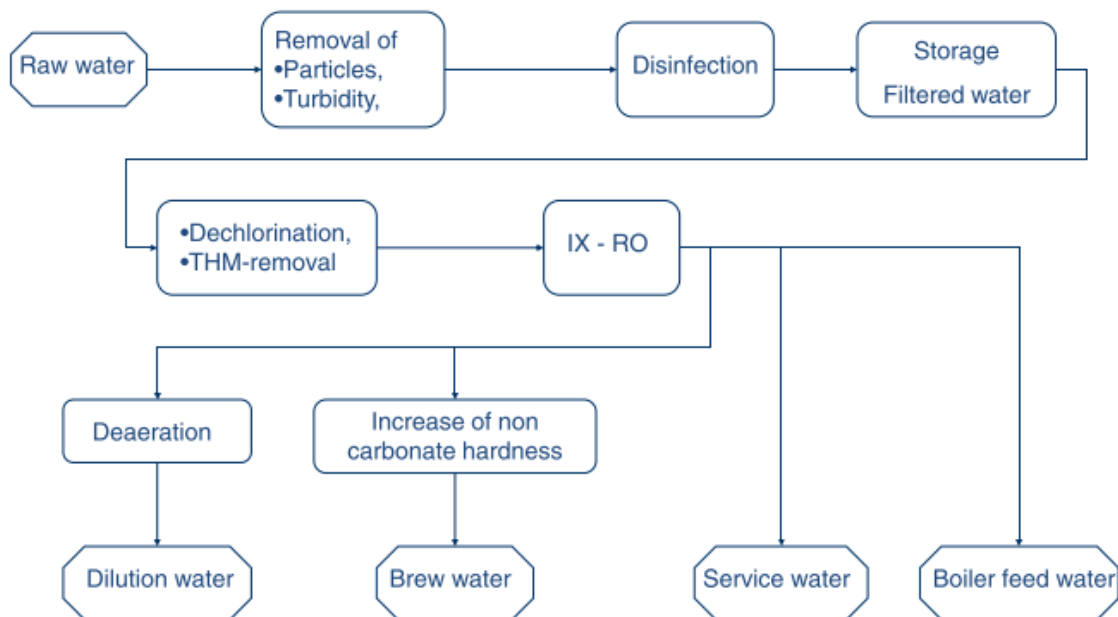 Raw water
Removal of
•Particles,
•Turbidity,
Disinfection
Storage
Filtered water
•Dechlorination,
•THM-removal
IX - RO
Deaeration
Increase of non
carbonate hardness
Dilution water
Brew water
Service water
Boiler feed water